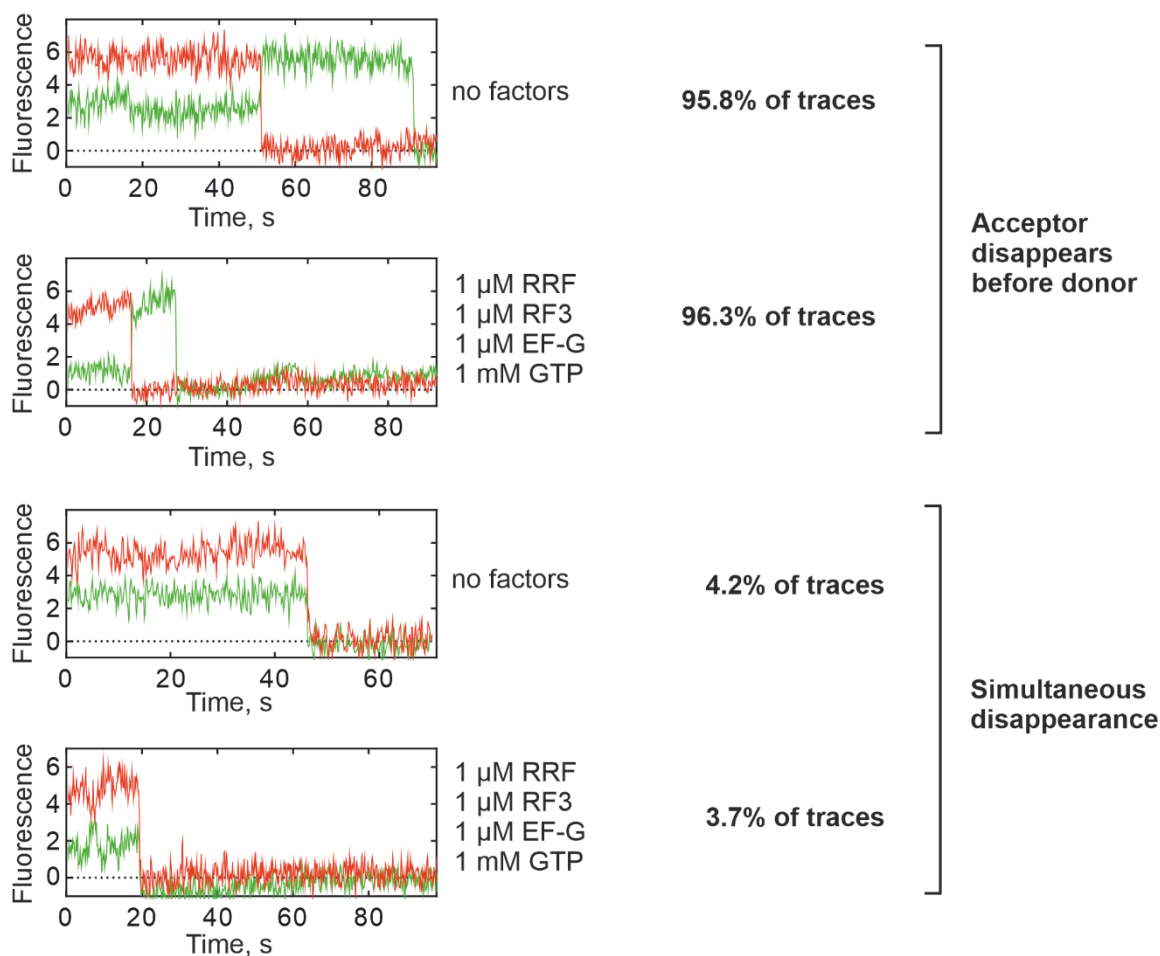 Fluorescence
6
4
2
0
0 20 40 60 80
Time, s
no factors
95.8% of traces
Fluorescence
6
4
2
0
0 20 40 60 80
Time, s
1 µM RRF
1 µM RF3
1 µM EF-G
1 mM GTP
96.3% of traces
Acceptor
disappears
before donor
Fluorescence
6
4
2
0
0 20 40 60
Time, s
no factors
4.2% of traces
Fluorescence
6
4
2
0
0 20 40 60 80
Time, s
1 µM RRF
1 µM RF3
1 µM EF-G
1 mM GTP
3.7% of traces
Simultaneous
disappearance